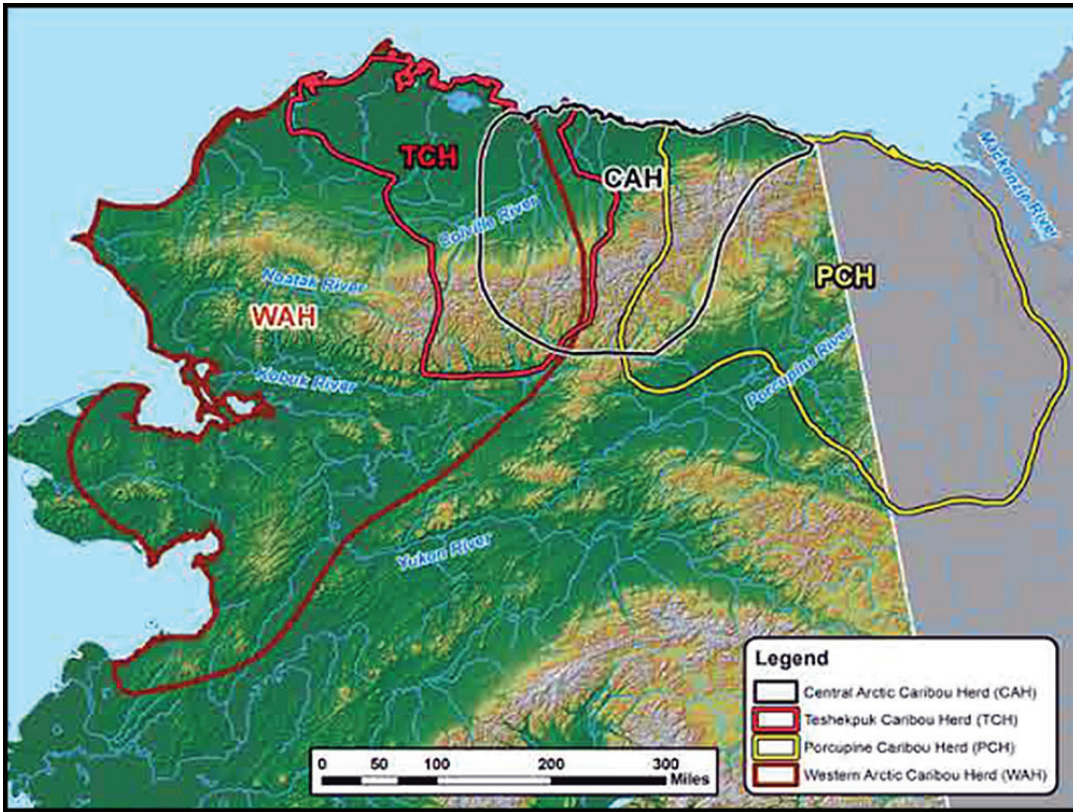 TCH
CAH
Mackenzie River
Colville River
PCH
Noatak River
WAH
Kobuk River
Porcupine River
Yukon River
Legend
Central Arctic Caribou Herd (CAH)
Teshekpuk Caribou Herd (TCH)
Porcupine Caribou Herd (PCH)
Western Arctic Caribou Herd (WAH)
0 50 100 200 300
Miles